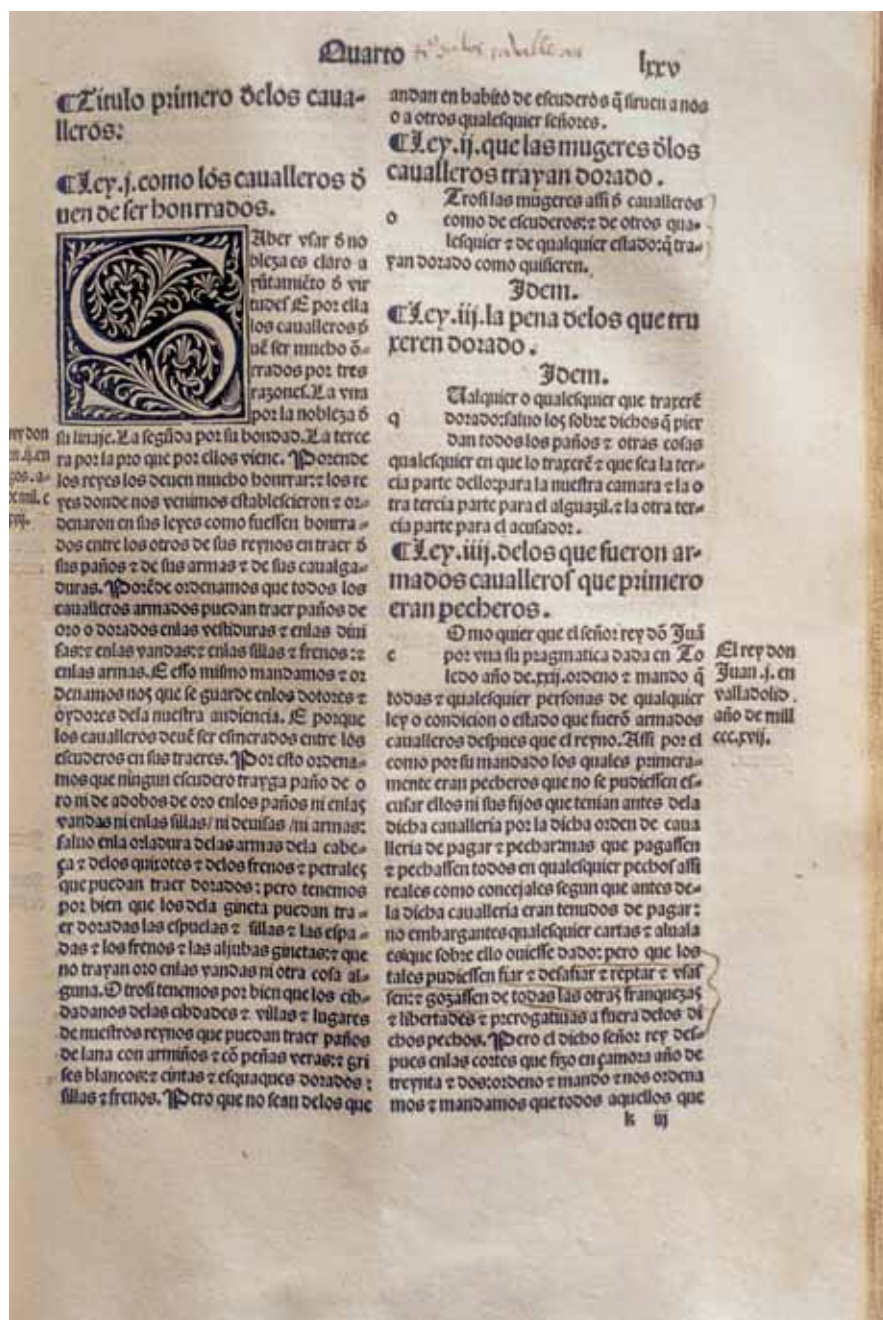 Quarto
lxxv
¶Titulo primero ðelos caua-
lleros:
¶Ley.j.como los caualleros ð
uen de ser honrrados.
SAber vsar ð no
bleza es claro a
yũtamiẽto ð vir
tudes E por ella
los caualleros ð
uẽ ser mucho õ-
rrados por tres
razones. La vna
por la nobleza ð
su linaje. La segũda por su bondad. La terce
ra por la pro que por ellos viene. Porende
los reyes los deuen mucho honrrar: ⁊ los re
yes donde nos venimos establescieron ⁊ or-
denaron en sus leyes como fuessen honrra-
dos entre los otros de sus reynos en traer ð
sus paños ⁊ de sus armas ⁊ de sus caualga-
duras. Porẽde ordenamos que todos los
caualleros armados puedan traer paños de
oro o dorados enlas vestiduras ⁊ enlas diui
sas: ⁊ enlas vandas: ⁊ enlas sillas ⁊ frenos: ⁊
enlas armas. E esso mismo mandamos ⁊ or
denamos nos que se guarde enlos dotores ⁊
oydores dela nuestra audiencia. E porque
los caualleros deuẽ ser esmerados entre los
escuderos en sus traeres. Por esto ordena-
mos que ningun escudero trayga paño de o
ro ni de adobos de oro enlos paños ni enlas
vandas ni enlas sillas/ ni deuisas /ni armas:
saluo enla orladura delas armas dela cabe-
ça ⁊ delos quixotes ⁊ delos frenos ⁊ petrales
que puedan traer dorados: pero tenemos
por bien que los dela gineta puedan tra-
er doradas las espuelas ⁊ sillas ⁊ las espa-
das ⁊ los frenos ⁊ las aljubas ginetas: ⁊ que
no trayan oro enlas vandas ni otra cosa al-
guna. O trosi tenemos por bien que los cib-
dadanos delas cibdades ⁊ villas ⁊ lugares
de nuestros reynos que puedan traer paños
de lana con armiños ⁊ cõ peñas veras: ⁊ gri
ses blancos: ⁊ cintas ⁊ esquaques dorados:
sillas ⁊ frenos. Pero que no sean delos que
andan en habito de escuderos q̃ siruen a nos
o a otros qualesquier señores.
¶Ley.ij.que las mugeres ðlos
caualleros trayan dorado.
oTrosi las mugeres assi ð caualleros
como de escuderos: ⁊ de otros qua-
lesquier ⁊ de qualquier estado: q̃ tra-
yan dorado como quisieren.
Idem.
¶Ley.iij.la pena delos que tru
xeren dorado.
Idem.
qUalquier o qualesquier que traxerẽ
dorado: saluo los sobre dichos q̃ pier
dan todos los paños ⁊ otras cosas
qualesquier en que lo traxerẽ ⁊ que sea la ter-
cia parte dello: para la nuestra camara ⁊ la o
tra tercia parte para el alguazil. ⁊ la otra ter-
cia parte para el acusador.
¶Ley.iiij.delos que fueron ar-
mados caualleros que primero
eran pecheros.
cOmo quier que el señor rey dõ Juã
por vna su pragmatica dada en To
ledo año de.xxij. ordeno ⁊ mando q̃
todas ⁊ qualesquier personas de qualquier
ley o condicion o estado que fuerõ armados
caualleros despues que el reyno. Assi por el
como por su mandado los quales primera-
mente eran pecheros que no se pudiessen es-
cusar ellos ni sus fijos que tenian antes dela
dicha caualleria por la dicha orden de caua
lleria de pagar ⁊ pechar: mas que pagassen
⁊ pechassen todos en qualesquier pechos assi
reales como concejales segun que antes de-
la dicha caualleria eran tenudos de pagar:
no embargantes qualesquier cartas ⁊ aluala
es que sobre ello ouiesse dado: pero que los
tales pudiessen fiar ⁊ desafiar ⁊ reptar ⁊ vsas
sen: ⁊ gozassen de todas las otras franquezas
⁊ libertades ⁊ prerogatiuas a fuera delos di
chos pechos. Pero el dicho señor rey des-
pues enlas cortes que fizo en çamora año de
treynta ⁊ dos: ordeno ⁊ mando ⁊ nos ordena
mos ⁊ mandamos que todos aquellos que
k iij
El rey don
Juan .j. en
valladolid.
año de mill
ccc.xvij.
rey don
.ij. en
gos. a-
e mil. c